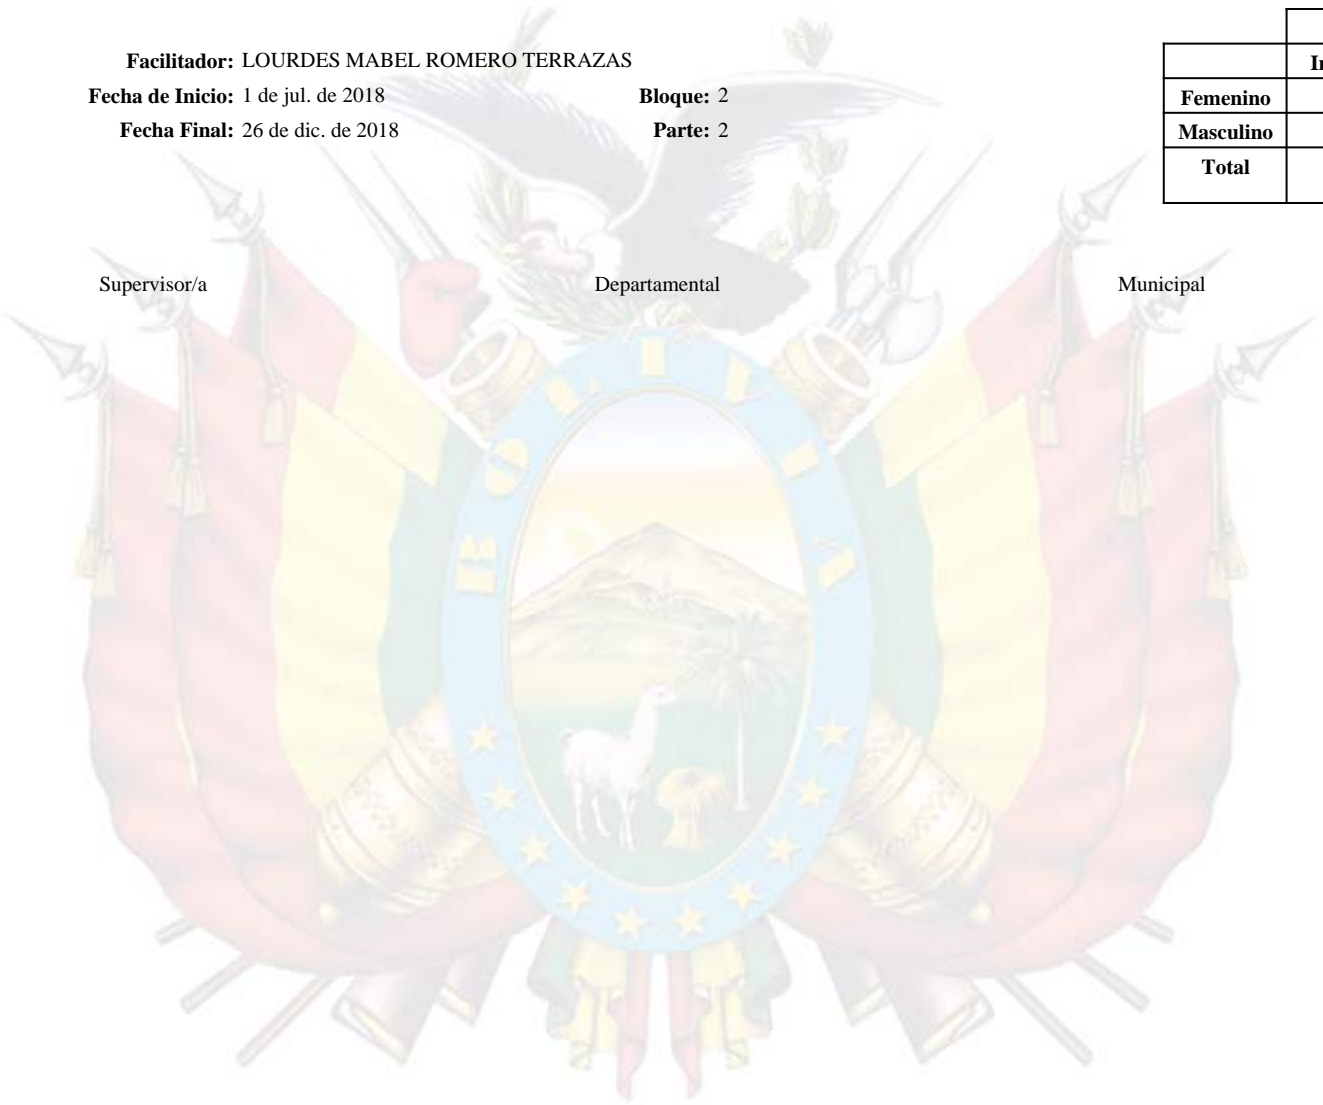 Facilitador: LOURDES MABEL ROMERO TERRAZAS
Fecha de Inicio: 1 de jul. de 2018 Bloque: 2
Fecha Final: 26 de dic. de 2018 Parte: 2
Femenino
Masculino
Total
Supervisor/a Departamental Municipal
BOLIVIA